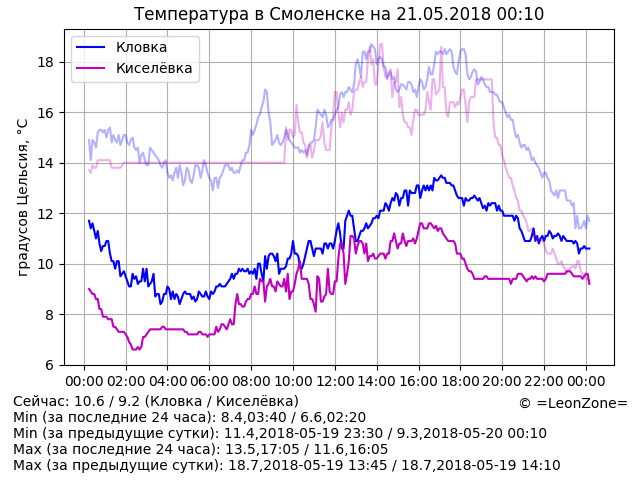 Температура в Смоленске на 21.05.2018 00:10
Кловка
Киселёвка
градусов Цельсия, °C
18
16
14
12
10
8
6
00:00 02:00 04:00 06:00 08:00 10:00 12:00 14:00 16:00 18:00 20:00 22:00 00:00
Сейчас: 10.6 / 9.2 (Кловка / Киселёвка)
© =LeonZone=
Min (за последние 24 часа): 8.4,03:40 / 6.6,02:20
Min (за предыдущие сутки): 11.4,2018-05-19 23:30 / 9.3,2018-05-20 00:10
Max (за последние 24 часа): 13.5,17:05 / 11.6,16:05
Max (за предыдущие сутки): 18.7,2018-05-19 13:45 / 18.7,2018-05-19 14:10